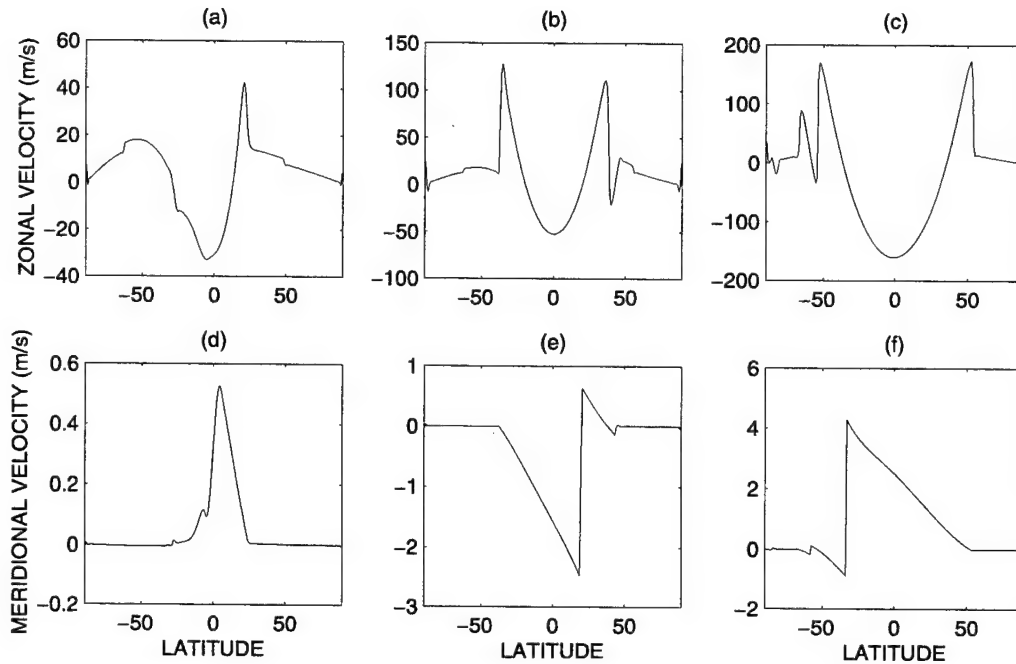 (a) (b) (c)
ZONAL VELOCITY (m/s)
60
40
20
0
−20
−40
−50 0 50
150
100
50
0
−50
−100
−50 0 50
200
100
0
−100
−200
−50 0 50
(d) (e) (f)
MERIDIONAL VELOCITY (m/s)
0.6
0.4
0.2
0
−0.2
−50 0 50
LATITUDE
1
0
−1
−2
−3
−50 0 50
LATITUDE
6
4
2
0
−2
−50 0 50
LATITUDE